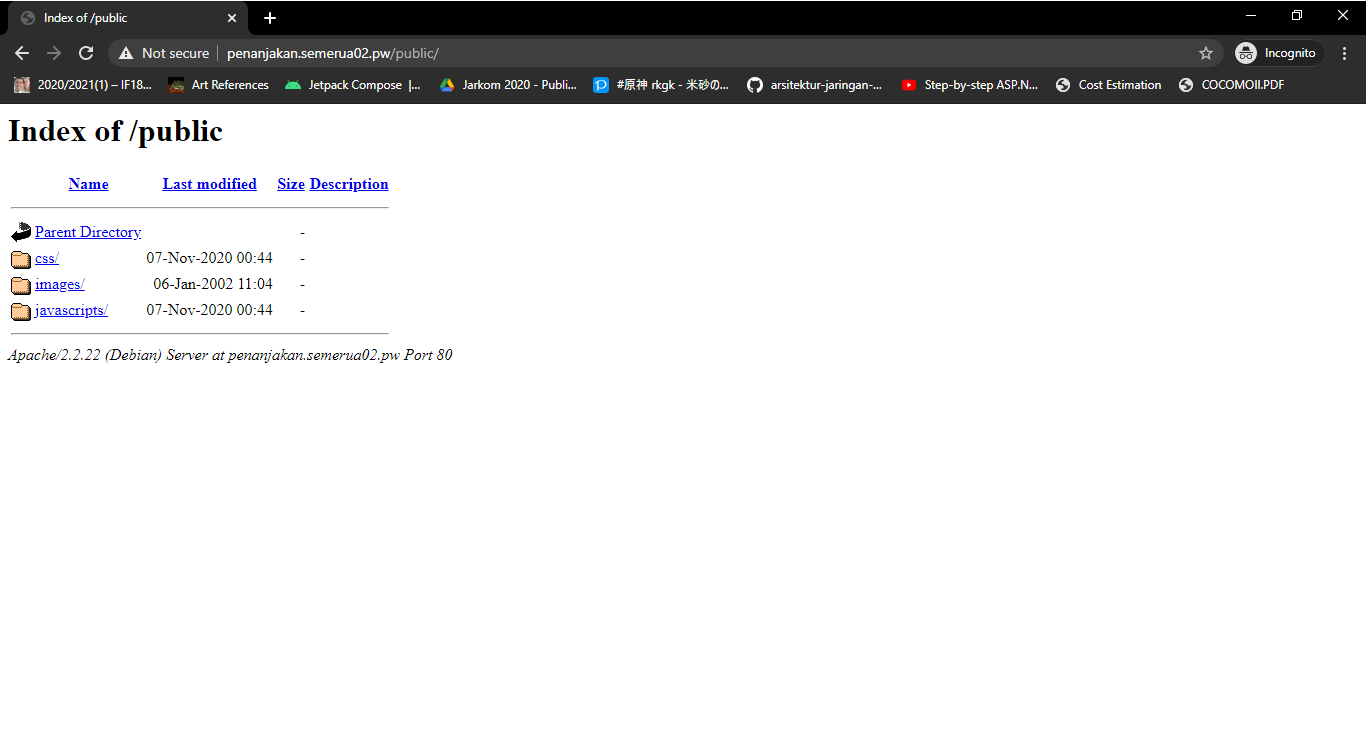 Index of /public
Not secure penanjakan.semerua02.pw/public/ Incognito
2020/2021(1) – IF18... Art References Jetpack Compose |... Jarkom 2020 - Publi... #原神 rkgk - 米砂の... arsitektur-jaringan-... Step-by-step ASP.N... Cost Estimation COCOMOII.PDF
Index of /public
Name Last modified Size Description
Parent Directory -
css/ 07-Nov-2020 00:44 -
images/ 06-Jan-2002 11:04 -
javascripts/ 07-Nov-2020 00:44 -
Apache/2.2.22 (Debian) Server at penanjakan.semerua02.pw Port 80